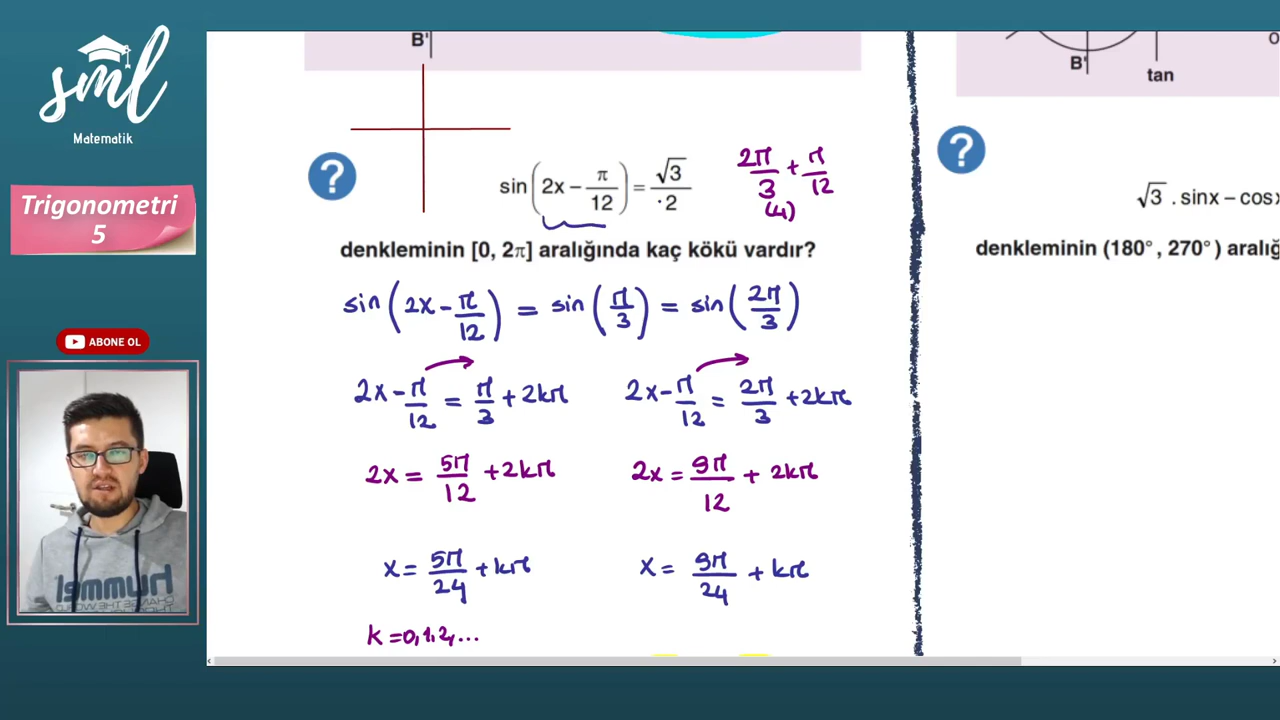 sml
Matematik
Trigonometri
5
ABONE OL
B'
sin(2x − π/12) = √3/2
2π/3 + π/12
(4)
denkleminin [0, 2π] aralığında kaç kökü vardır?
sin(2x − π/12) = sin(π/3) = sin(2π/3)
2x − π/12 = π/3 + 2kπ
2x − π/12 = 2π/3 + 2kπ
2x = 5π/12 + 2kπ
2x = 9π/12 + 2kπ
x = 5π/24 + kπ
x = 9π/24 + kπ
k = 0, 1, 2, ...
B'
tan
?
?
√3 . sinx − cosx
denkleminin (180°, 270°) aralığ
hummel